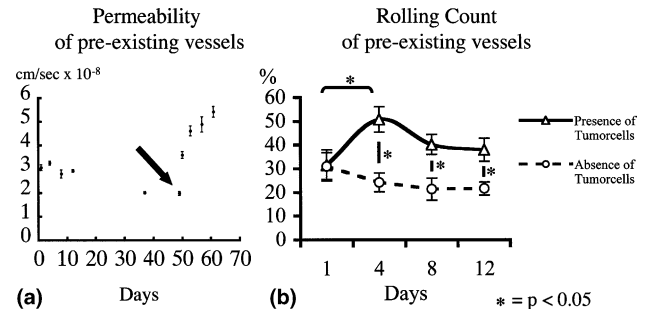 Permeability
of pre-existing vessels
cm/sec x 10-8
6
5
4
3
2
1
0
0 10 20 30 40 50 60 70
(a) Days
Rolling Count
of pre-existing vessels
%
60
50
40
30
20
10
0
*
*
*
*
1 4 8 12
(b) Days
Presence of
Tumorcells
Absence of
Tumorcells
* = p < 0.05